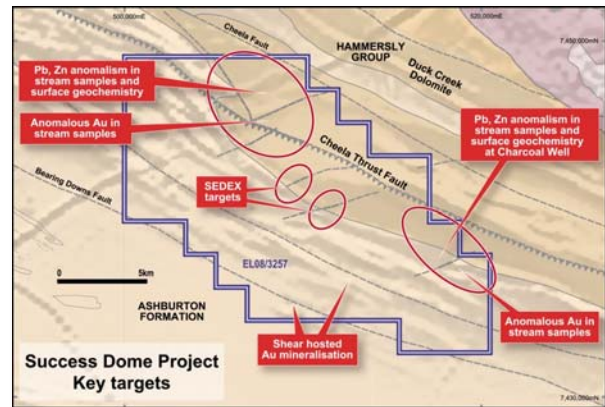 500,000mE
520,000mE
7,450,000mN
Cheela Fault
HAMMERSLY
GROUP
Duck Creek
Dolomite
Pb, Zn anomalism in
stream samples and
surface geochemistry
Anomalous Au in
stream samples
Pb, Zn anomalism in
stream samples and
surface geochemistry
at Charcoal Well
Cheela Thrust Fault
Bearing Downs Fault
SEDEX
targets
EL08/3257
0 5km
ASHBURTON
FORMATION
Shear hosted
Au mineralisation
Anomalous Au in
stream samples
Success Dome Project
Key targets
7,430,000mN